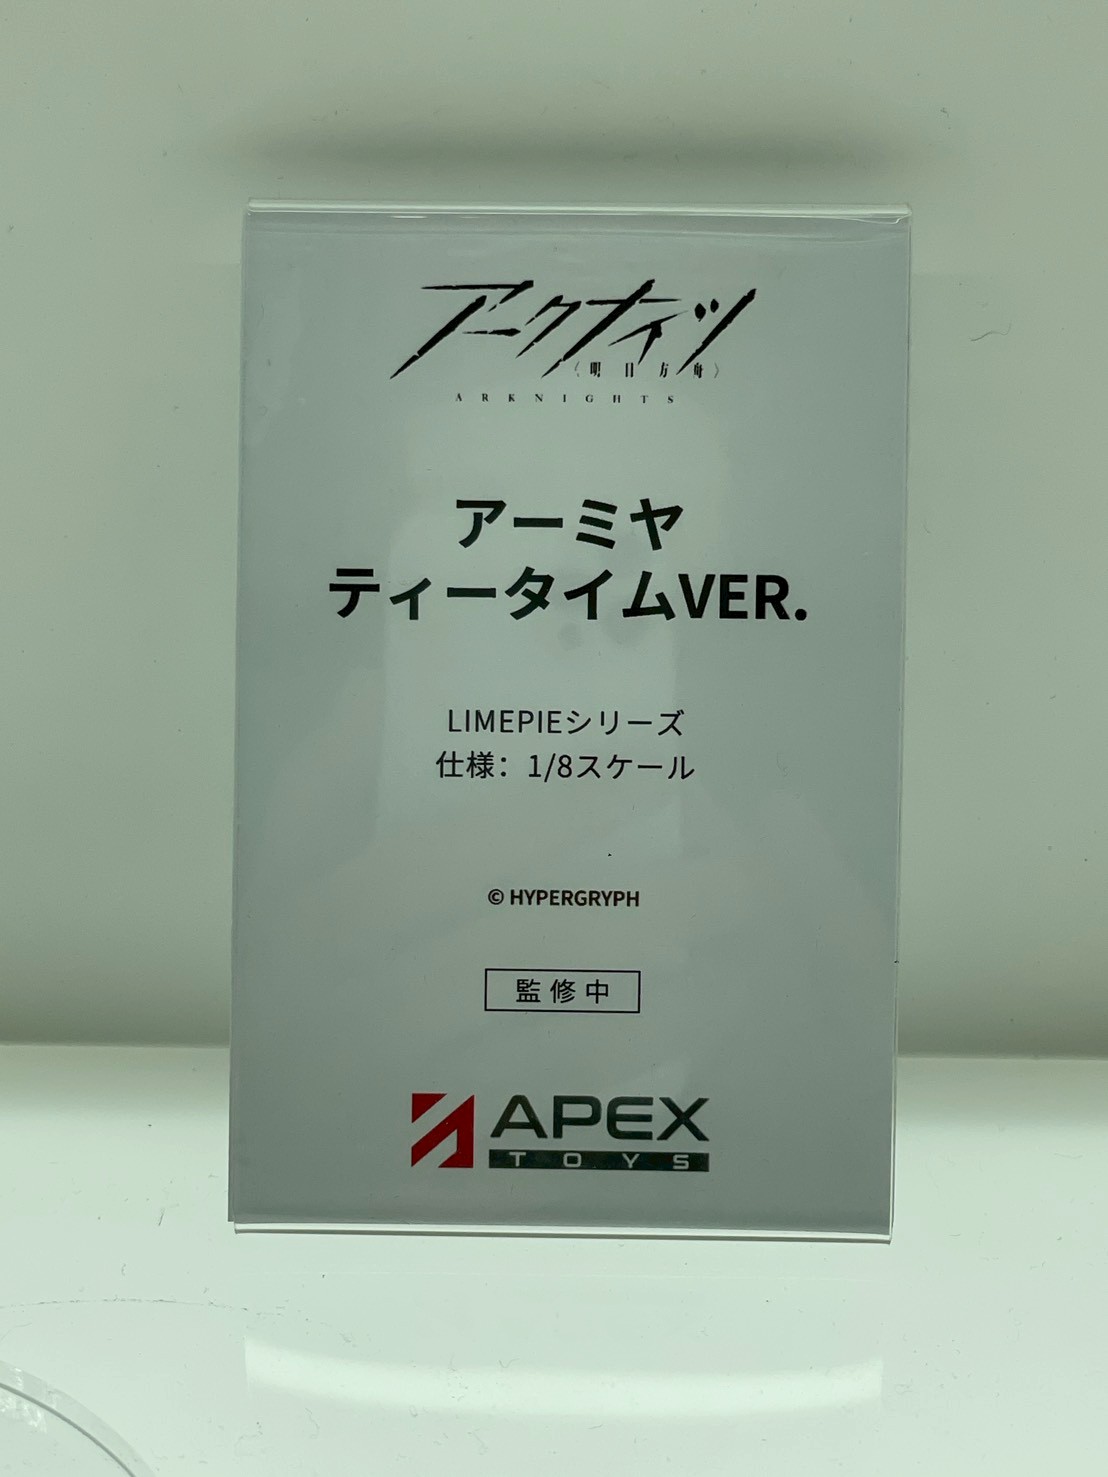 アークナイツ
〈明日方舟〉
ARKNIGHTS
アーミヤ
ティータイムVER.
LIMEPIEシリーズ
仕様：1/8スケール
© HYPERGRYPH
監修中
APEX
TOYS